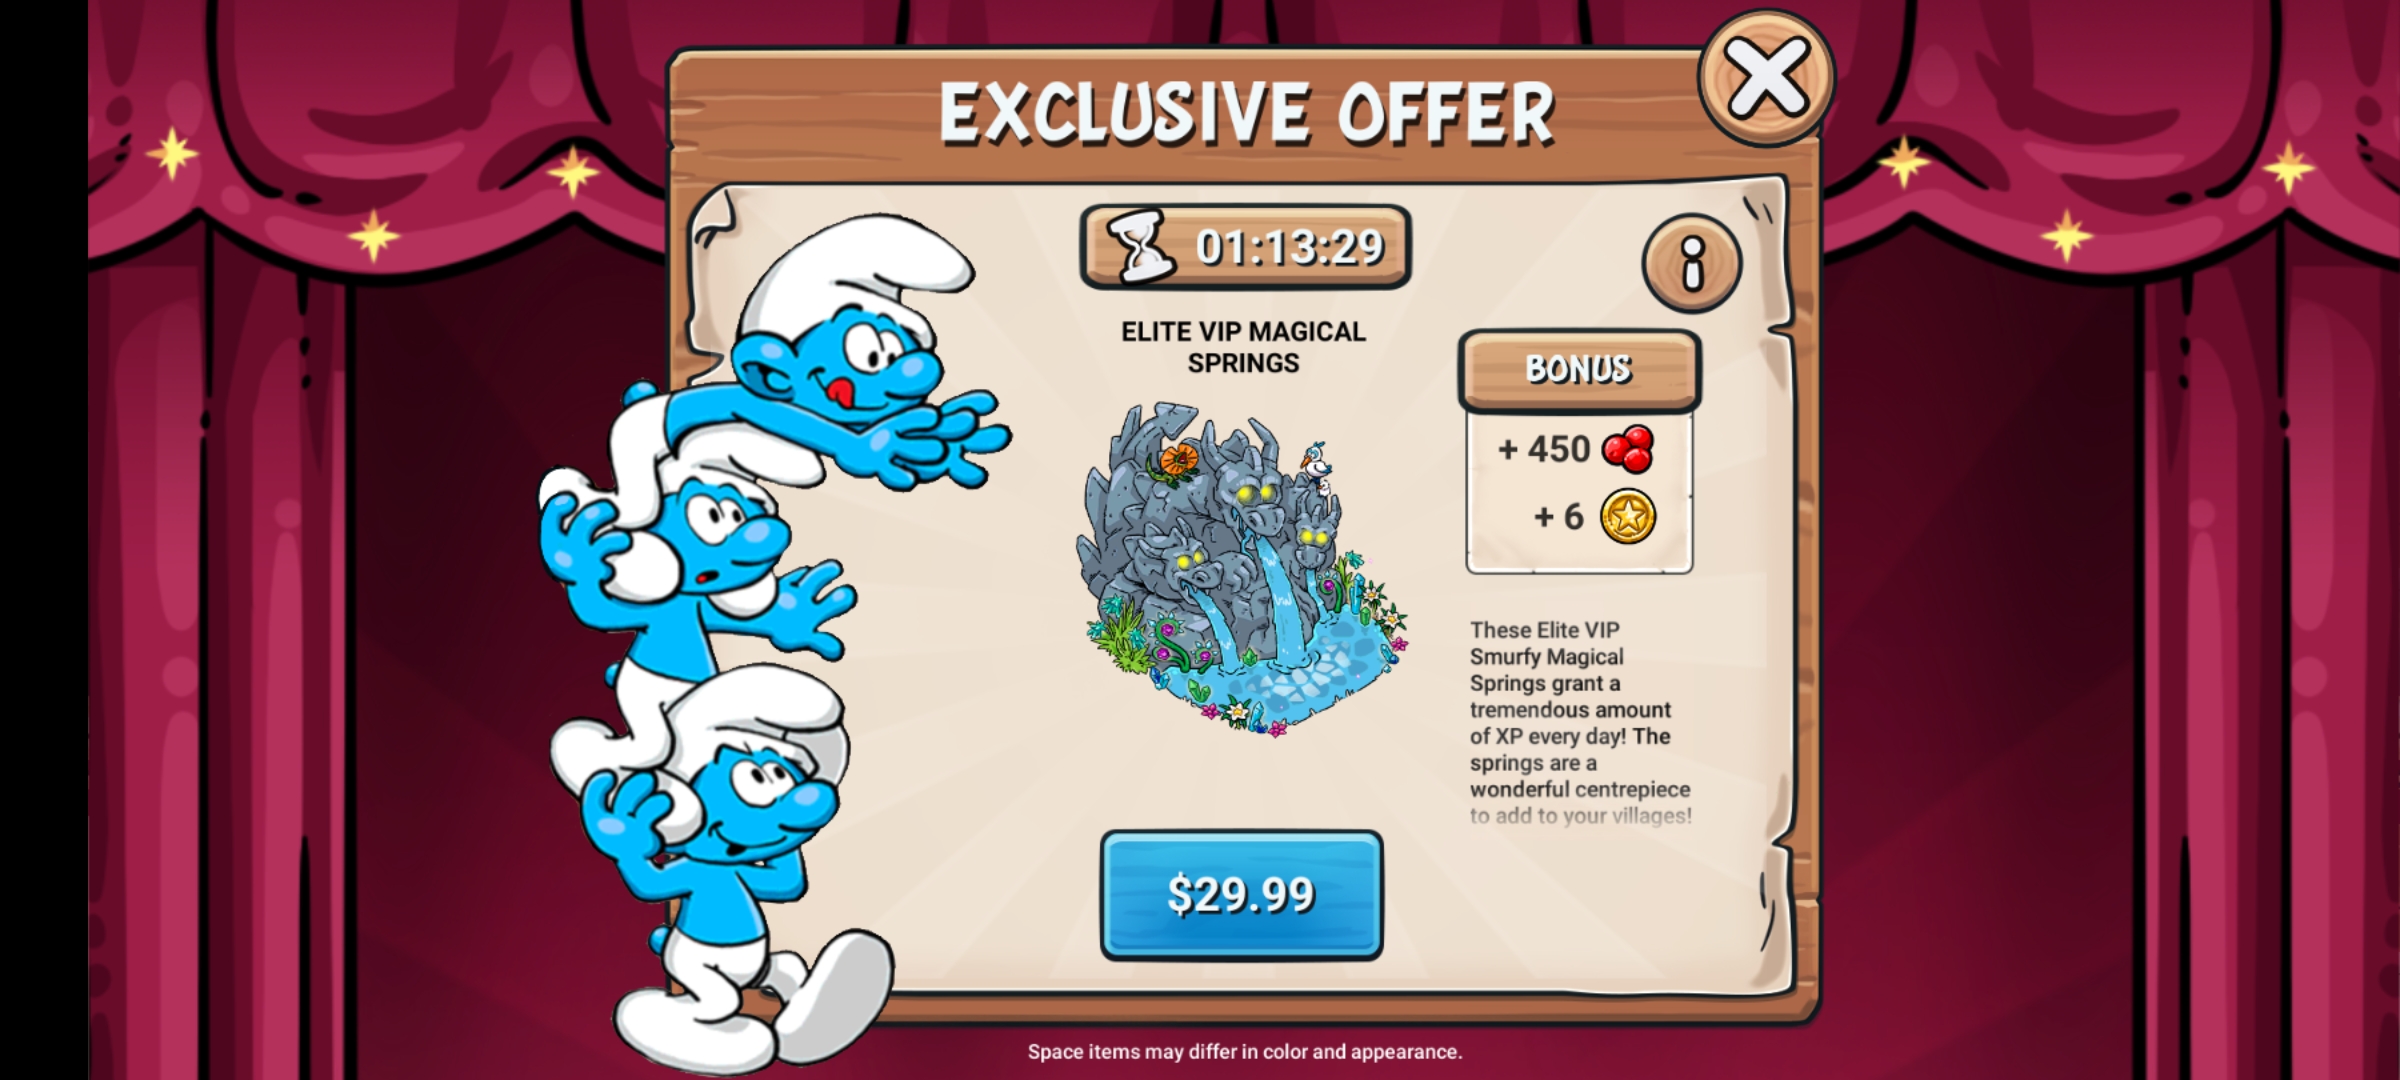 EXCLUSIVE OFFER
01:13:29
ELITE VIP MAGICAL
SPRINGS
BONUS
+ 450
+ 6
These Elite VIP
Smurfy Magical
Springs grant a
tremendous amount
of XP every day! The
springs are a
wonderful centrepiece
to add to your villages!
$29.99
Space items may differ in color and appearance.